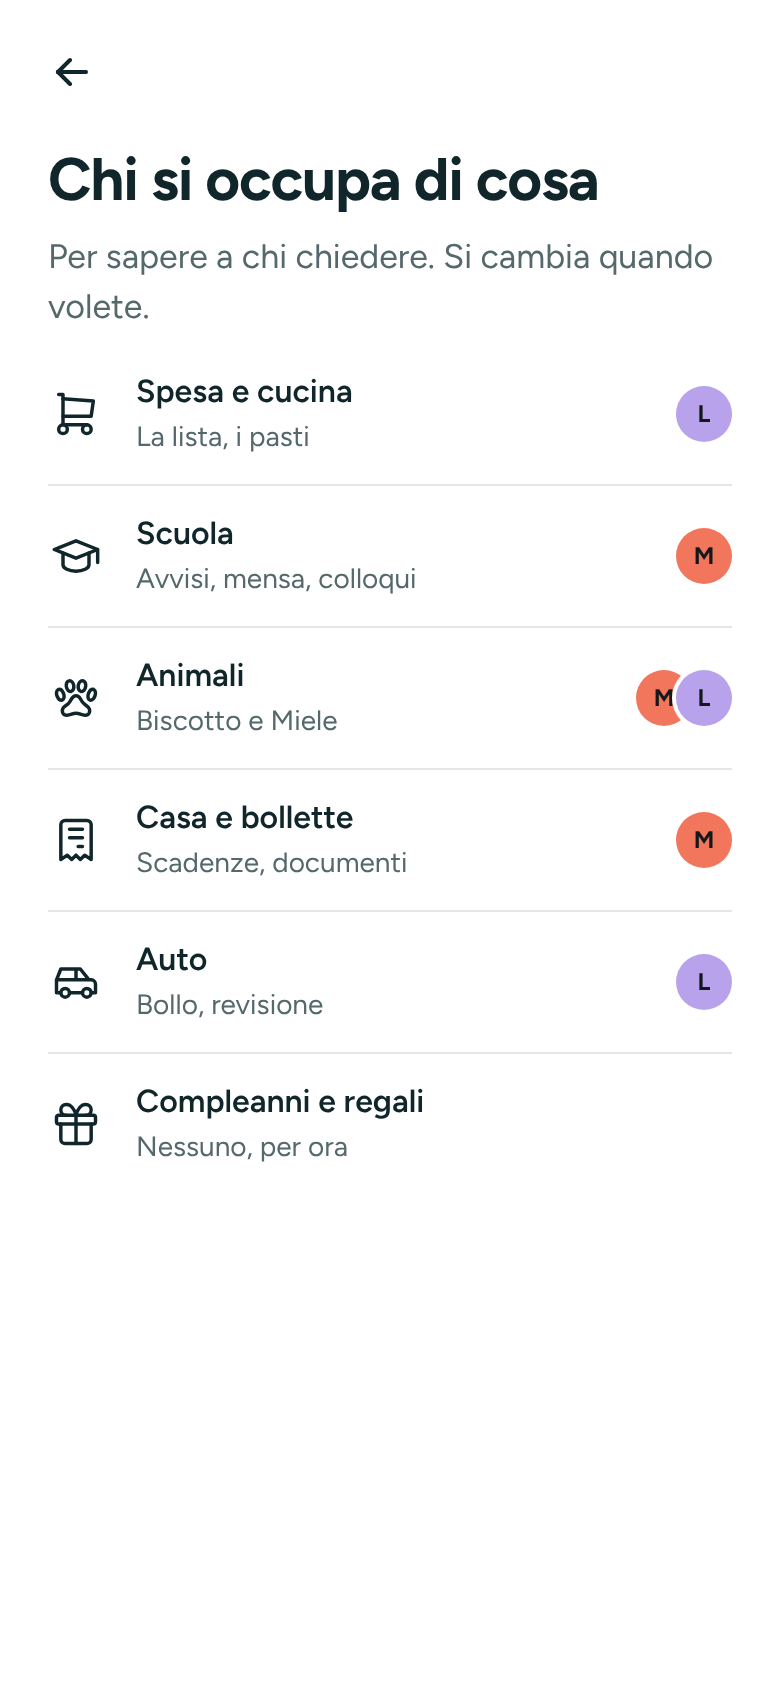 Chi si occupa di cosa
Per sapere a chi chiedere. Si cambia quando
volete.
Spesa e cucina
La lista, i pasti
L
Scuola
Avvisi, mensa, colloqui
M
Animali
Biscotto e Miele
M L
Casa e bollette
Scadenze, documenti
M
Auto
Bollo, revisione
L
Compleanni e regali
Nessuno, per ora